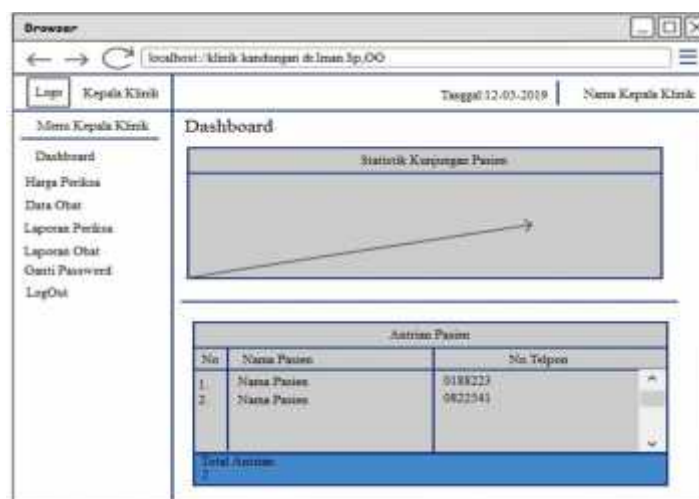 Browser
localhost:/klinik kandungan dr.Iman Sp,OG
Logo
Kepala Klinik
Tanggal:12-03-2019
Nama Kepala Klinik
Menu Kepala Klinik
Dashboard
Harga Periksa
Data Obat
Laporan Periksa
Laporan Obat
Ganti Password
LogOut
Dashboard
Statistik Kunjungan Pasien
Antrian Pasien
No
Nama Pasien
No Telpon
1. Nama Pasien 0188223
2. Nama Pasien 0822541
Total Antrian
2